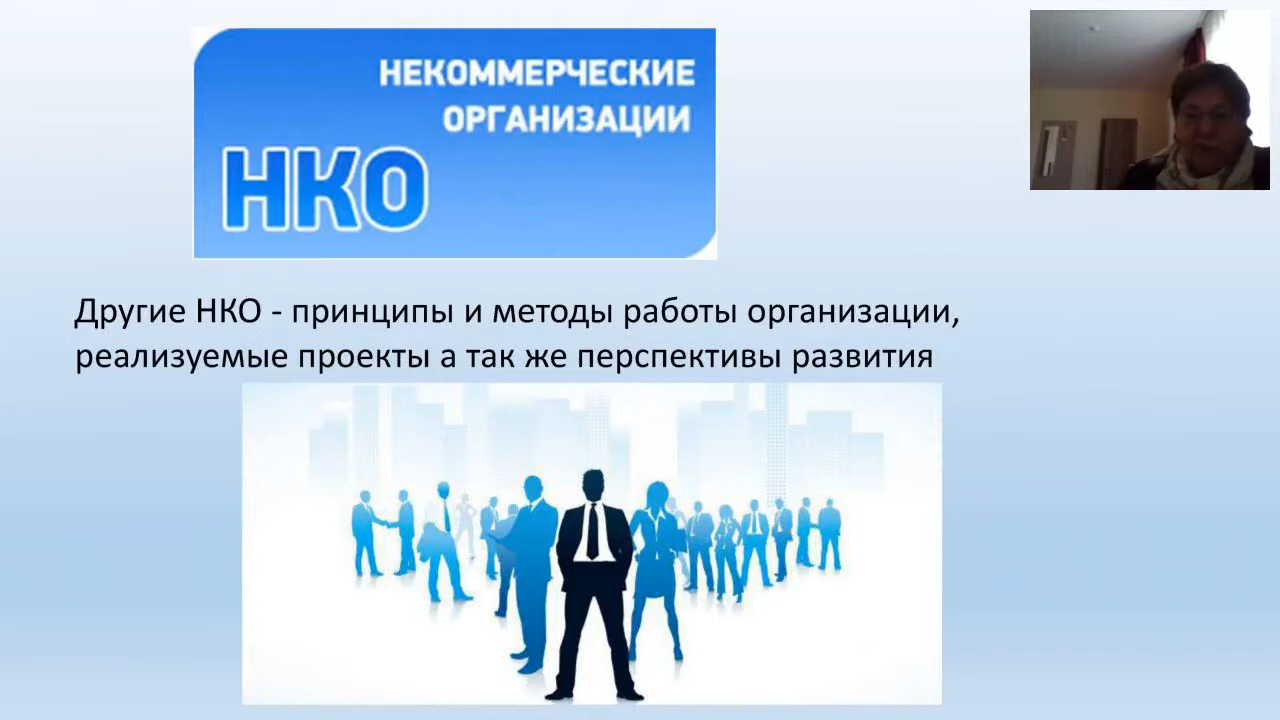 НЕКОММЕРЧЕСКИЕ
ОРГАНИЗАЦИИ
НКО
Другие НКО - принципы и методы работы организации,
реализуемые проекты а так же перспективы развития